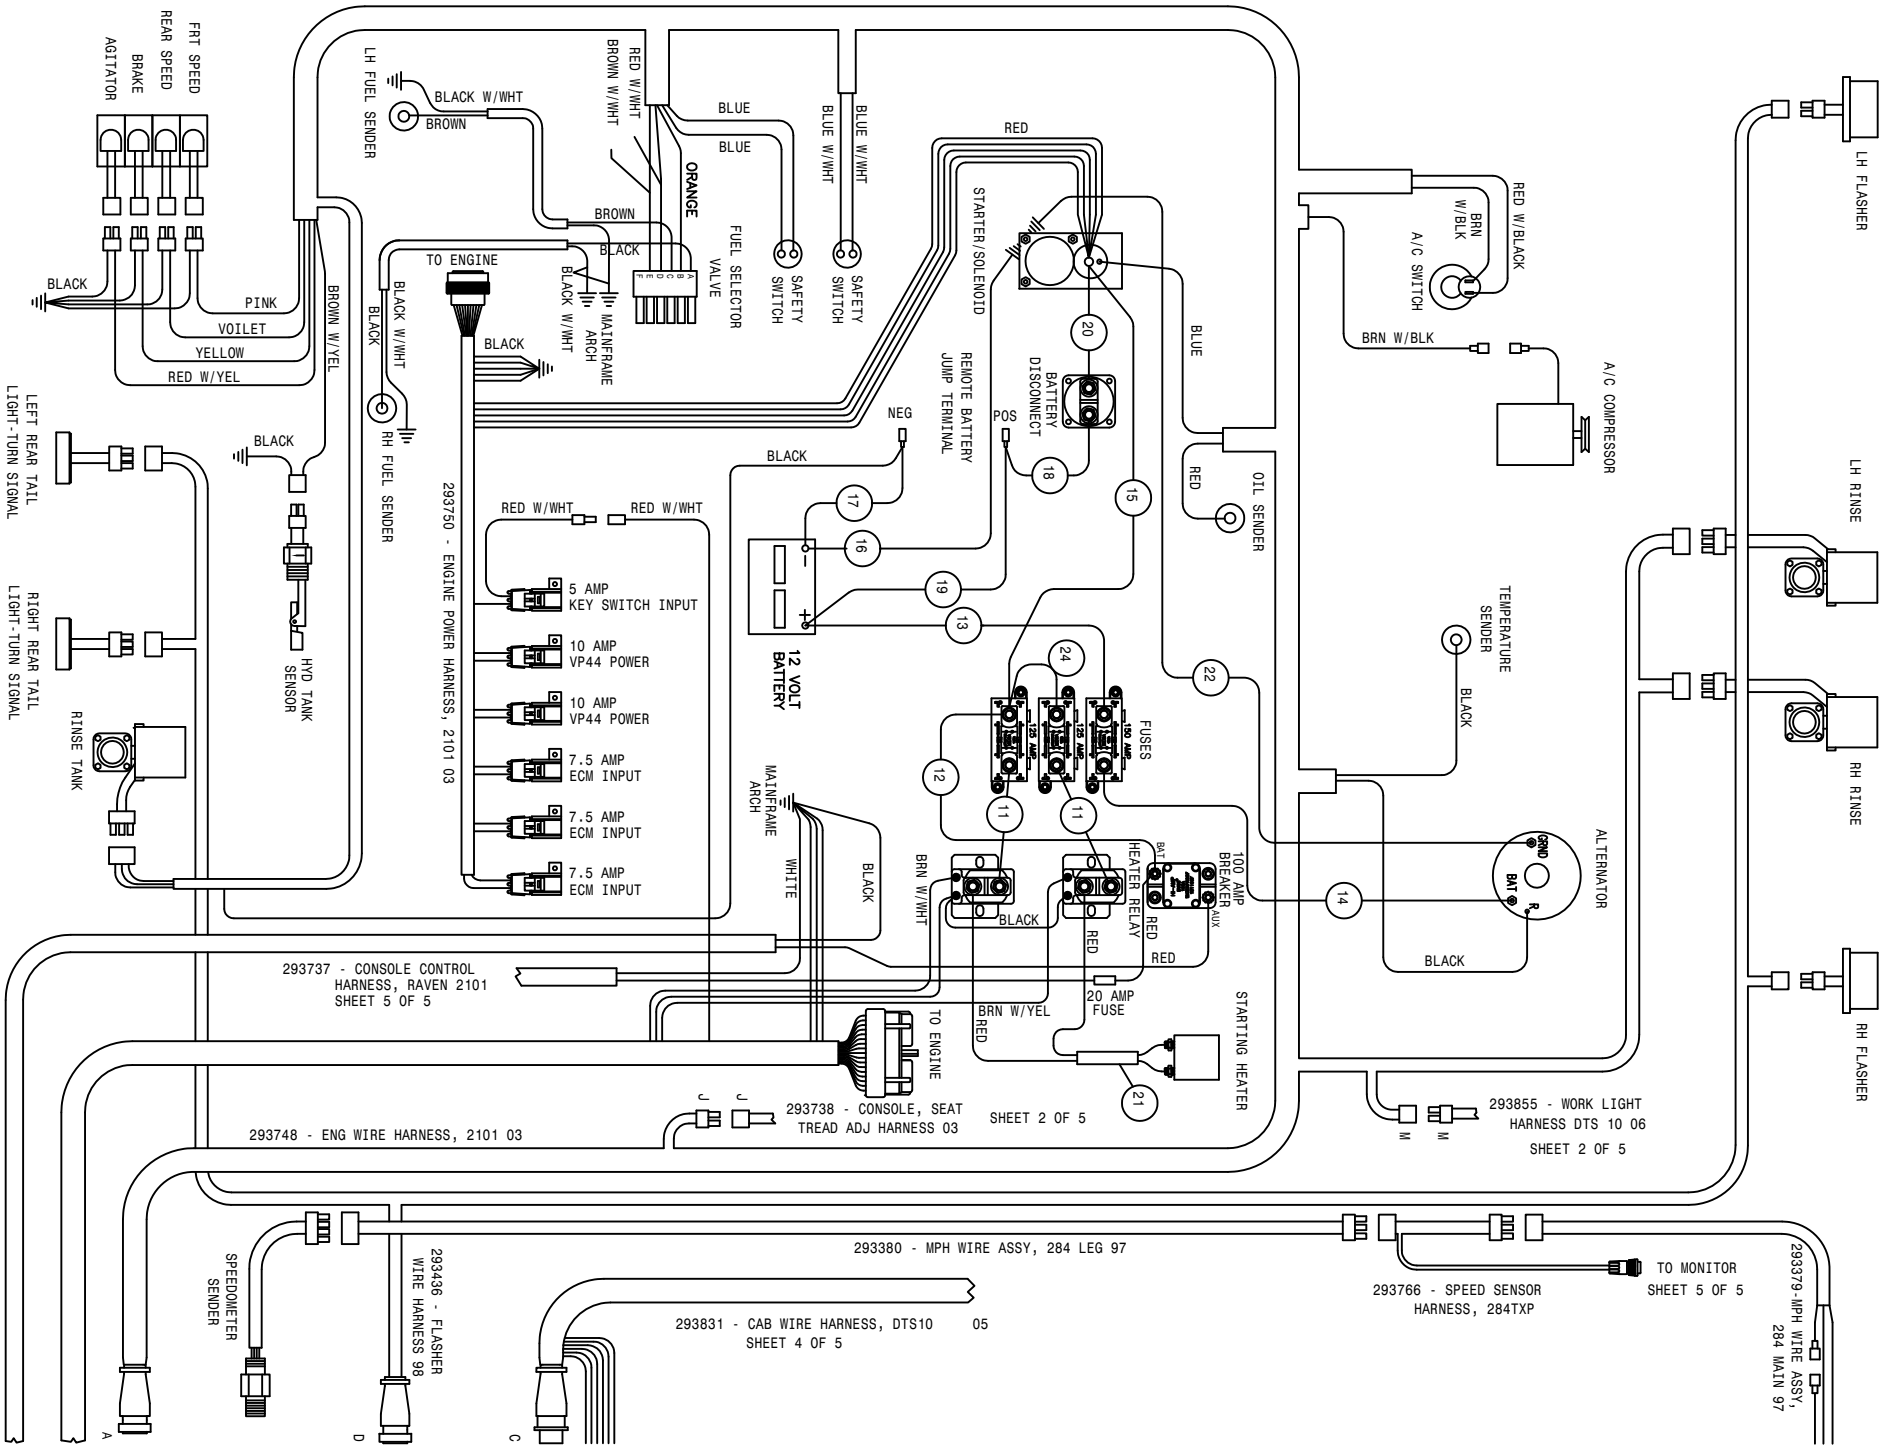 FRT SPEED
REAR SPEED
BRAKE
AGITATOR
BLACK
PINK
VOILET
YELLOW
RED W/YEL
BROWN W/YEL
LH FUEL SENDER
BLACK W/WHT
BROWN
RED W/WHT
BROWN W/WHT
ORANGE
BLUE
BLUE
BLUE W/WHT
BLUE W/WHT
SAFETY
SWITCH
SAFETY
SWITCH
FUEL SELECTOR
VALVE
A
B
C
D
E
F
BROWN
BLACK
MAINFRAME
ARCH
BLACK W/WHT
TO ENGINE
BLACK
BLACK W/WHT
BLACK
RH FUEL SENDER
RED
STARTER/SOLENOID
20
BATTERY
DISCONNECT
REMOTE BATTERY
JUMP TERMINAL
NEG
POS
BLACK
18
17
16
19
13
15
12 VOLT
BATTERY
BLUE
RED
OIL SENDER
RED W/BLACK
BRN
W/BLK
A/C SWITCH
BRN W/BLK
A/C COMPRESSOR
LH FLASHER
LH RINSE
RH RINSE
RH FLASHER
TEMPERATURE
SENDER
BLACK
ALTERNATOR
GRND
BAT
R
BLACK
22
14
24
FUSES
150 AMP
125 AMP
125 AMP
12
11
11
100 AMP
BREAKER
BAT
AUX
HEATER RELAY
RED
RED
BLACK
BRN W/WHT
RED
20 AMP
FUSE
BRN W/YEL
RED
STARTING HEATER
21
MAINFRAME
ARCH
WHITE
BLACK
TO ENGINE
LEFT REAR TAIL
LIGHT-TURN SIGNAL
RIGHT REAR TAIL
LIGHT-TURN SIGNAL
BLACK
HYD TANK
SENSOR
RINSE TANK
293750 - ENGINE POWER HARNESS, 2101 03
RED W/WHT
RED W/WHT
5 AMP
KEY SWITCH INPUT
10 AMP
VP44 POWER
10 AMP
VP44 POWER
7.5 AMP
ECM INPUT
7.5 AMP
ECM INPUT
7.5 AMP
ECM INPUT
293737 - CONSOLE CONTROL
HARNESS, RAVEN 2101
SHEET 5 OF 5
293738 - CONSOLE, SEAT
TREAD ADJ HARNESS 03
SHEET 2 OF 5
J
J
293748 - ENG WIRE HARNESS, 2101 03
293855 - WORK LIGHT
HARNESS DTS 10 06
SHEET 2 OF 5
M
M
293380 - MPH WIRE ASSY, 284 LEG 97
TO MONITOR
SHEET 5 OF 5
293766 - SPEED SENSOR
HARNESS, 284TXP
293379-MPH WIRE ASSY,
284 MAIN 97
SPEEDOMETER
SENDER
293436 - FLASHER
WIRE HARNESS 98
293831 - CAB WIRE HARNESS, DTS10 05
SHEET 4 OF 5
A
D
C